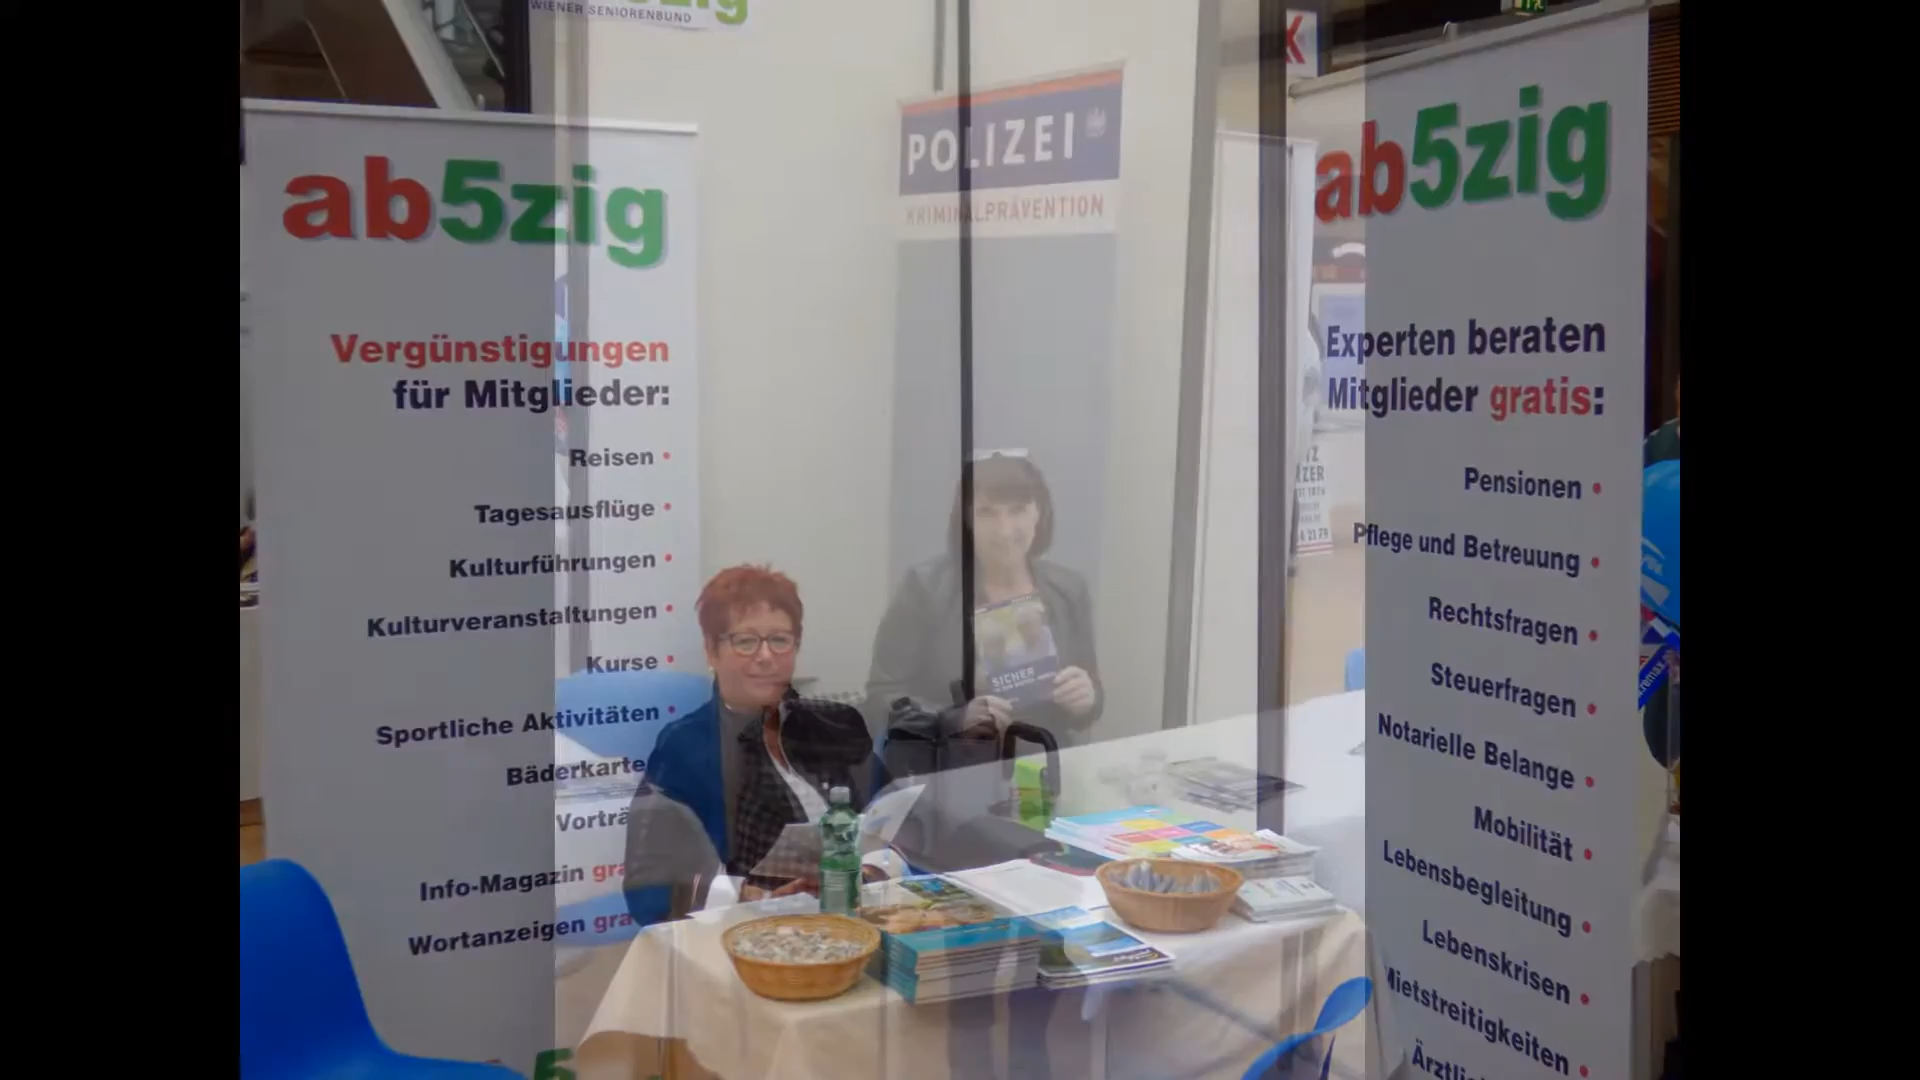 WIENER SENIORENBUND
ab5zig
Vergünstigungen
für Mitglieder:
Reisen •
Tagesausflüge •
Kulturführungen •
Kulturveranstaltungen •
Kurse •
Sportliche Aktivitäten •
Bäderkarte
Info-Magazin
Wortanzeigen
POLIZEI
KRIMINALPRÄVENTION
SICHER
ab5zig
Experten beraten
Mitglieder gratis:
Pensionen •
Pflege und Betreuung •
Rechtsfragen •
Steuerfragen •
Notarielle Belange •
Mobilität •
Lebensbegleitung •
Lebenskrisen •
Mietstreitigkeiten •